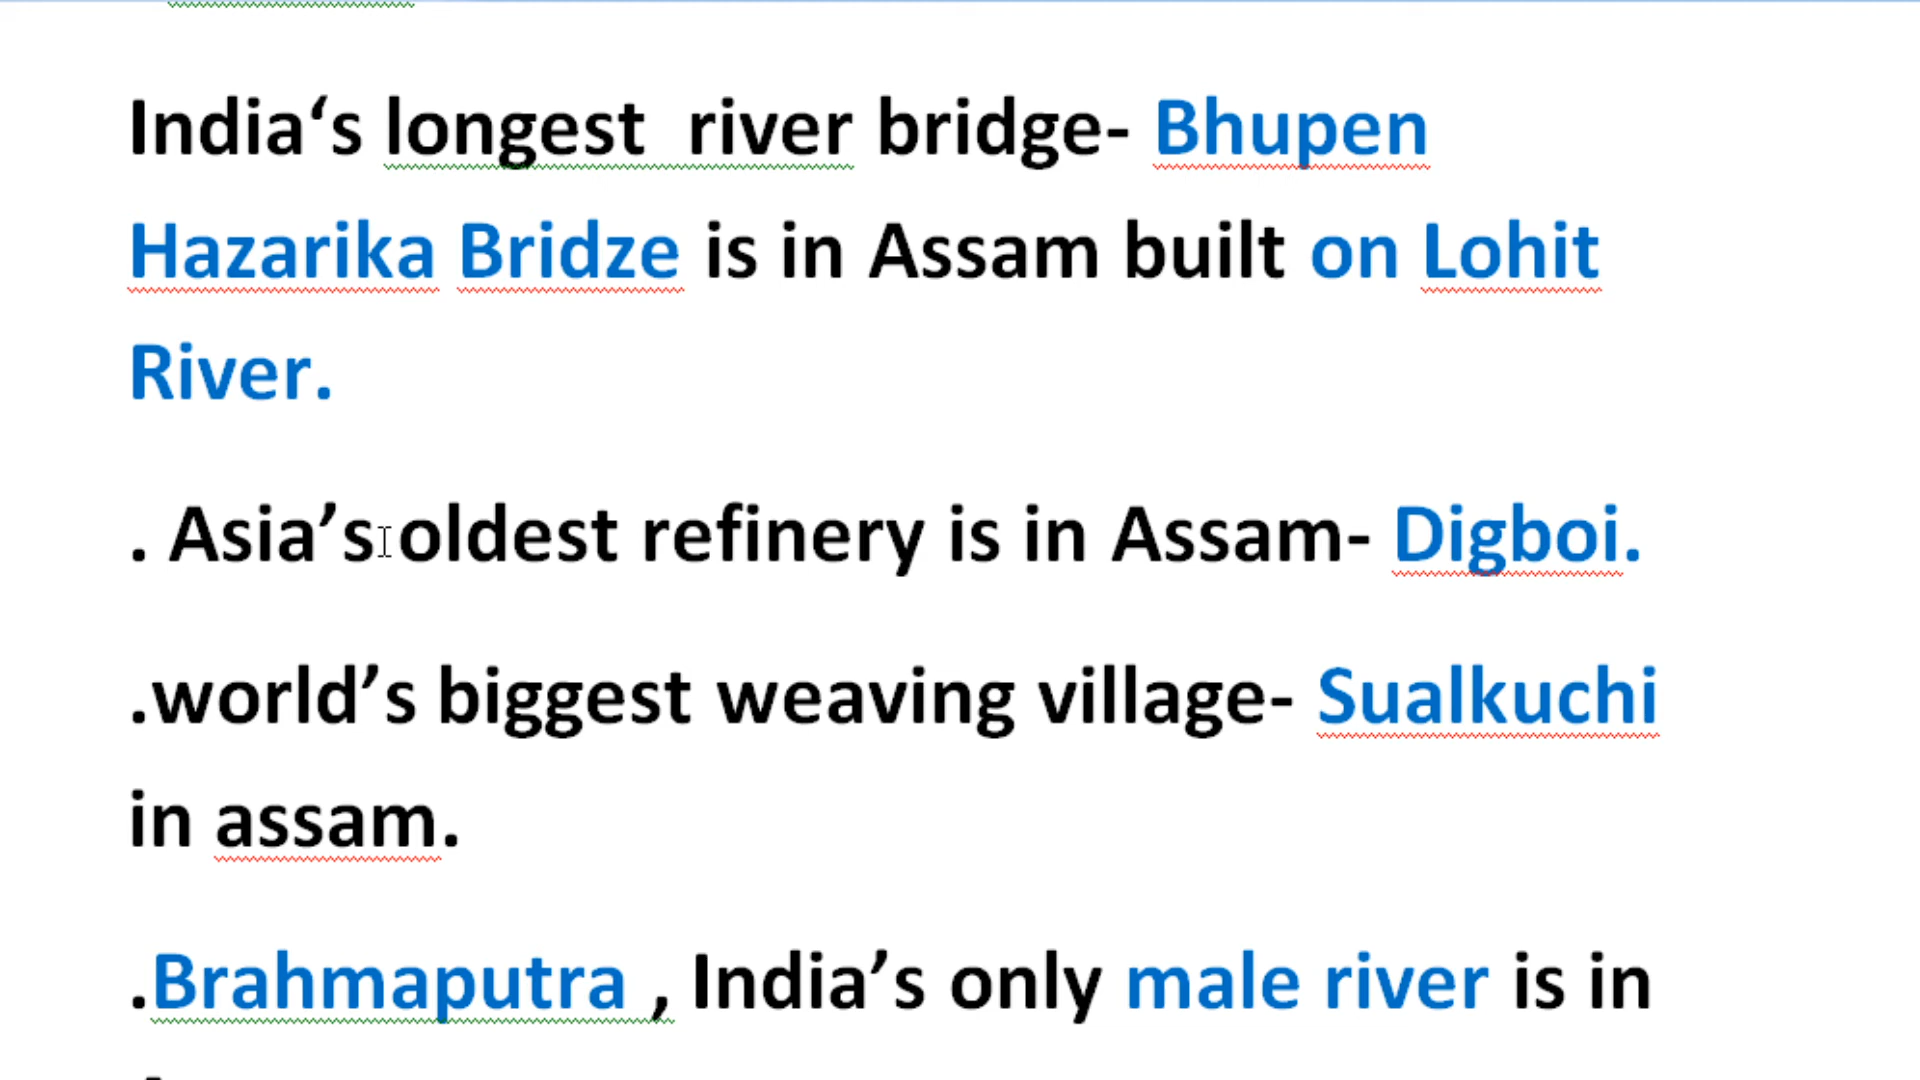 India‘s longest  river bridge- Bhupen
Hazarika Bridze is in Assam built on Lohit
River.
. Asia’s oldest refinery is in Assam- Digboi.
.world’s biggest weaving village- Sualkuchi
in assam.
.Brahmaputra , India’s only male river is in